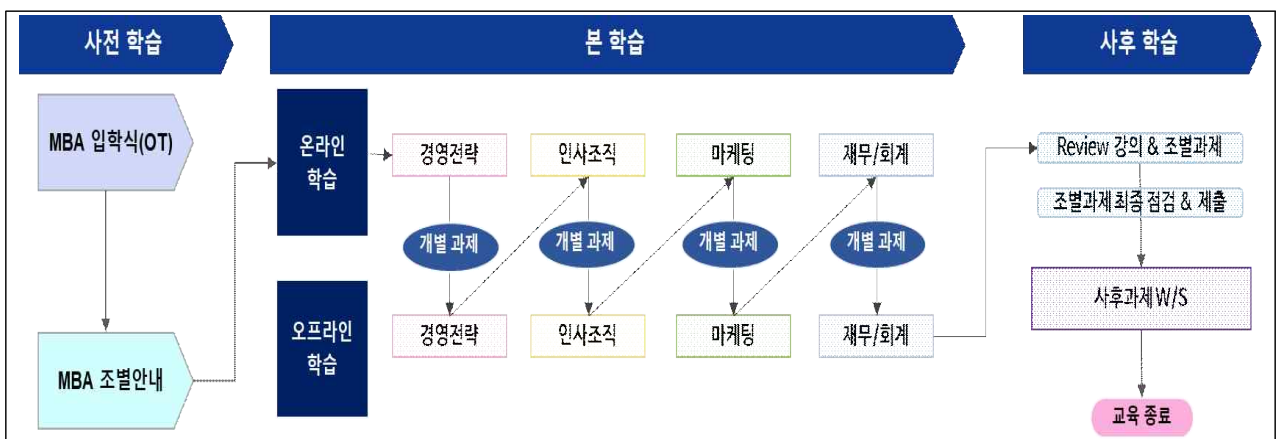 사전 학습
본 학습
사후 학습
MBA 입학식(OT)
MBA 조별안내
온라인
학습
경영전략
인사조직
마케팅
재무/회계
개별 과제
개별 과제
개별 과제
개별 과제
오프라인
학습
경영전략
인사조직
마케팅
재무/회계
Review 강의 & 조별과제
조별과제 최종 점검 & 제출
사후과제 W/S
교육 종료